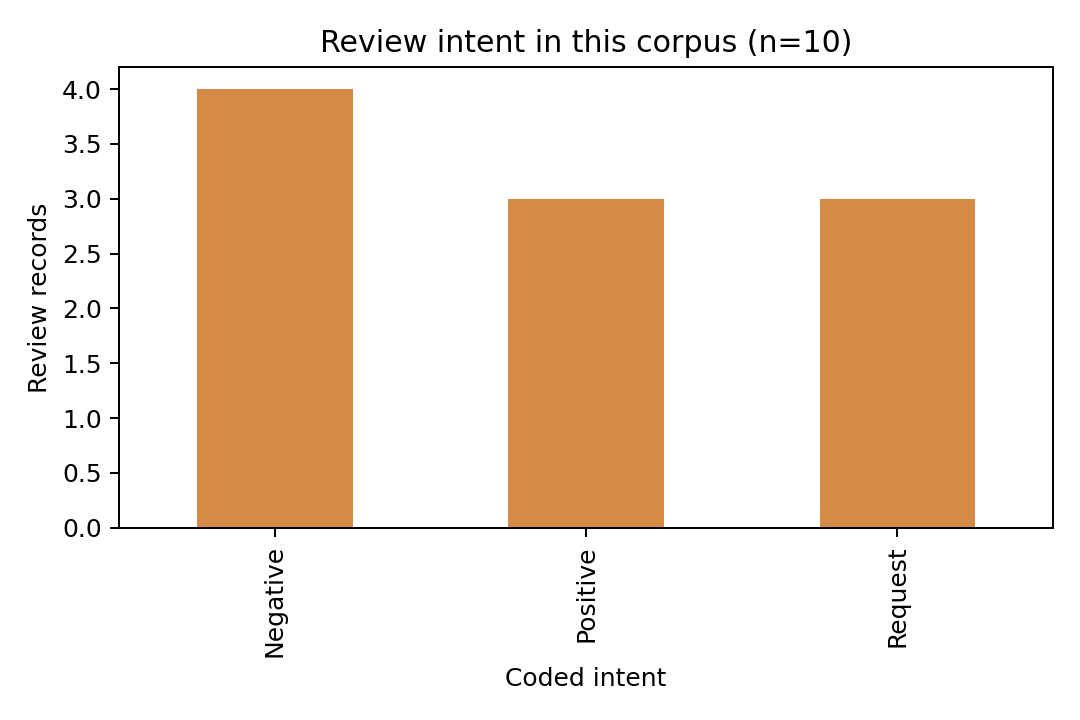 Review intent in this corpus (n=10)
Review records
4.0
3.5
3.0
2.5
2.0
1.5
1.0
0.5
0.0
Negative
Positive
Request
Coded intent